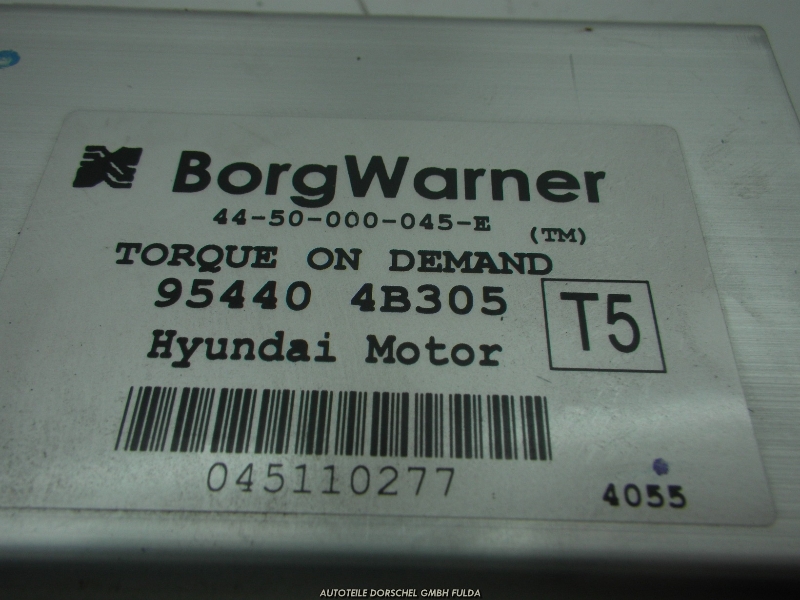 BorgWarner
44-50-000-045-E (TM)
TORQUE ON DEMAND
95440 4B305
T5
Hyundai Motor
045110277
4055
AUTOTEILE DORSCHEL GMBH FULDA